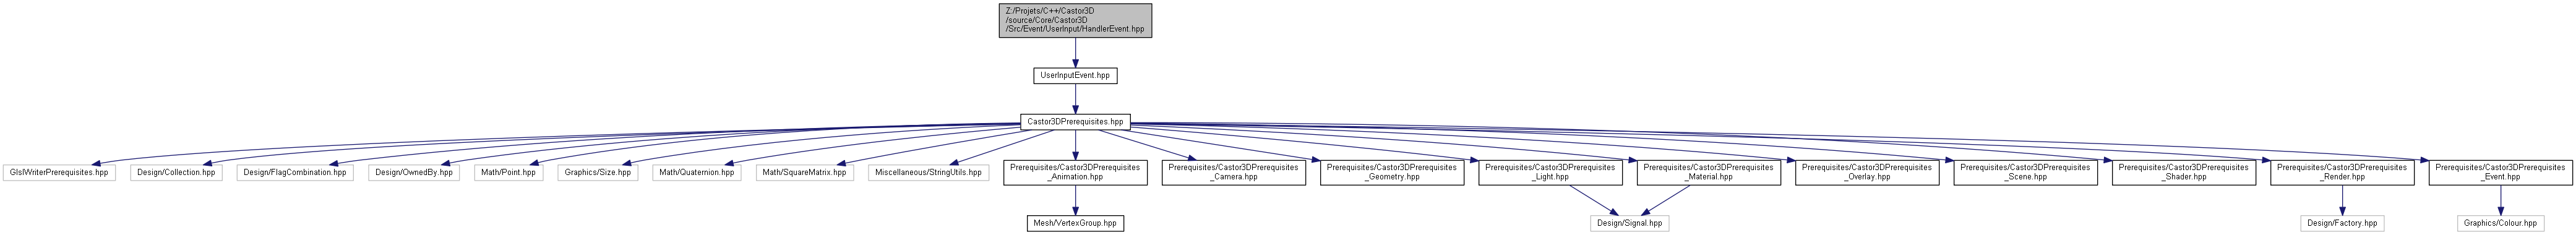 Z:/Projets/C++/Castor3D
/source/Core/Castor3D
/Src/Event/UserInput/HandlerEvent.hpp
UserInputEvent.hpp
Castor3DPrerequisites.hpp
GlslWriterPrerequisites.hpp
Design/Collection.hpp
Design/FlagCombination.hpp
Design/OwnedBy.hpp
Math/Point.hpp
Graphics/Size.hpp
Math/Quaternion.hpp
Math/SquareMatrix.hpp
Miscellaneous/StringUtils.hpp
Prerequisites/Castor3DPrerequisites
_Animation.hpp
Prerequisites/Castor3DPrerequisites
_Camera.hpp
Prerequisites/Castor3DPrerequisites
_Geometry.hpp
Prerequisites/Castor3DPrerequisites
_Light.hpp
Prerequisites/Castor3DPrerequisites
_Material.hpp
Prerequisites/Castor3DPrerequisites
_Overlay.hpp
Prerequisites/Castor3DPrerequisites
_Scene.hpp
Prerequisites/Castor3DPrerequisites
_Shader.hpp
Prerequisites/Castor3DPrerequisites
_Render.hpp
Prerequisites/Castor3DPrerequisites
_Event.hpp
Mesh/VertexGroup.hpp
Design/Signal.hpp
Design/Factory.hpp
Graphics/Colour.hpp